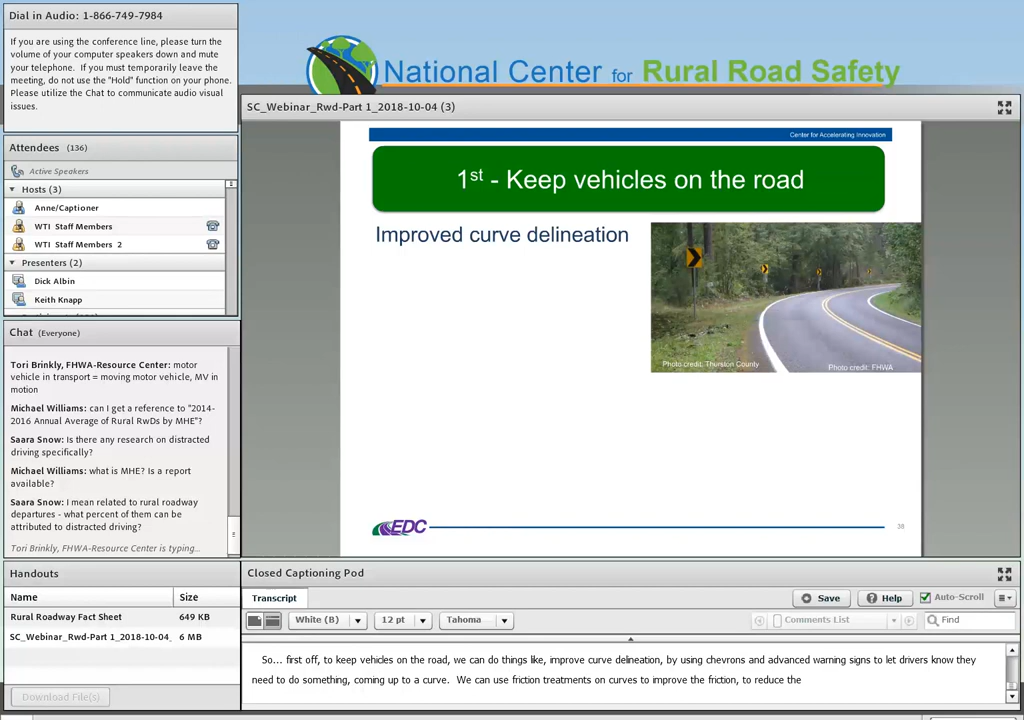 Dial in Audio: 1-866-749-7984
If you are using the conference line, please turn the
volume of your computer speakers down and mute
your telephone. If you must temporarily leave the
meeting, do not use the "Hold" function on your phone.
Please utilize the Chat to communicate audio visual
issues.
National Center for Rural Road Safety
Attendees (136)
Active Speakers
Hosts (3)
Anne/Captioner
WTI Staff Members
WTI Staff Members 2
Presenters (2)
Dick Albin
Keith Knapp
Chat (Everyone)
Tori Brinkly, FHWA-Resource Center: motor
vehicle in transport = moving motor vehicle, MV in
motion
Michael Williams: can I get a reference to "2014-
2016 Annual Average of Rural RwDs by MHE"?
Saara Snow: Is there any research on distracted
driving specifically?
Michael Williams: what is MHE? Is a report
available?
Saara Snow: I mean related to rural roadway
departures - what percent of them can be
attributed to distracted driving?
Tori Brinkly, FHWA-Resource Center is typing...
Handouts
Name Size
Rural Roadway Fact Sheet 649 KB
SC_Webinar_Rwd-Part 1_2018-10-04_ 6 MB
Download File(s)
SC_Webinar_Rwd-Part 1_2018-10-04 (3)
Center for Accelerating Innovation
1st - Keep vehicles on the road
Improved curve delineation
Photo credit: Thurston County
Photo credit: FHWA
EDC
38
Closed Captioning Pod
Transcript
Save
Help
Auto-Scroll
White (B)
12 pt
Tahoma
Comments List
Find
So... first off, to keep vehicles on the road, we can do things like, improve curve delineation, by using chevrons and advanced warning signs to let drivers know they
need to do something, coming up to a curve. We can use friction treatments on curves to improve the friction, to reduce the